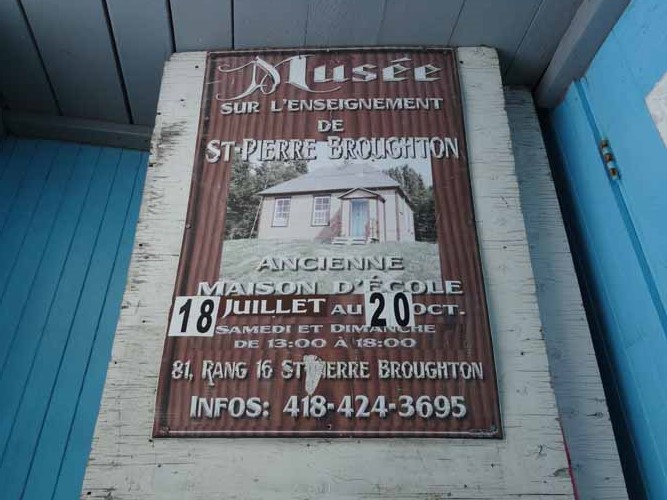 Musée
SUR L'ENSEIGNEMENT
DE
ST-PIERRE BROUGHTON
ANCIENNE
MAISON D'ÉCOLE
18 JUILLET AU 20 OCT.
SAMEDI ET DIMANCHE
DE 13:00 À 18:00
81, RANG 16 ST-PIERRE BROUGHTON
INFOS: 418-424-3695